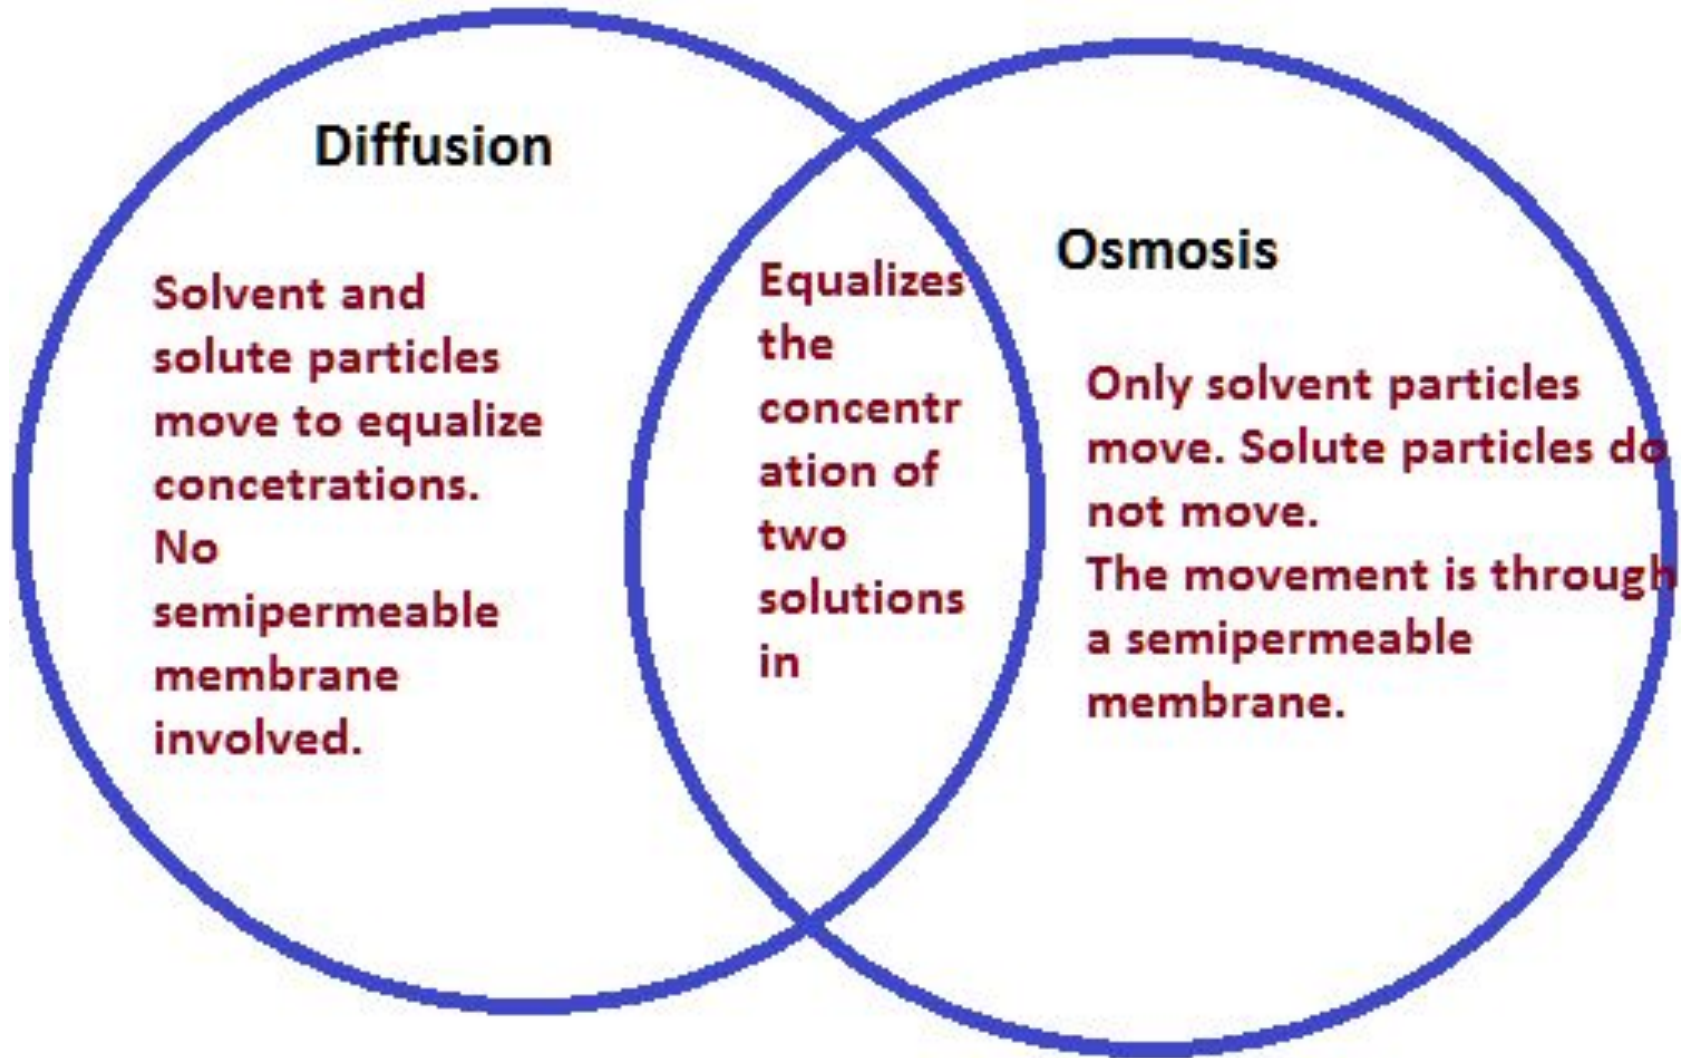 Diffusion
Solvent and
solute particles
move to equalize
concetrations.
No
semipermeable
membrane
involved.
Equalizes
the
concentr
ation of
two
solutions
in
Osmosis
Only solvent particles
move. Solute particles do
not move.
The movement is through
a semipermeable
membrane.